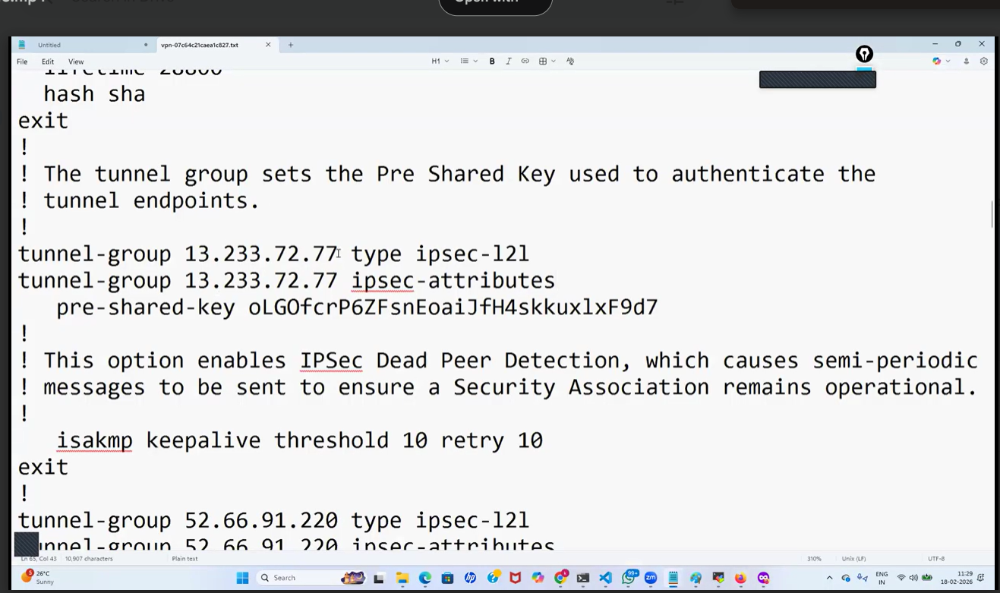 Open with
Untitled
vpn-07c64c21caea1c827.txt
File Edit View
H1
lifetime 28800
hash sha
exit
!
! The tunnel group sets the Pre Shared Key used to authenticate the
! tunnel endpoints.
!
tunnel-group 13.233.72.77 type ipsec-l2l
tunnel-group 13.233.72.77 ipsec-attributes
pre-shared-key oLGOfcrP6ZFsnEoaiJfH4skkuxlxF9d7
!
! This option enables IPSec Dead Peer Detection, which causes semi-periodic
! messages to be sent to ensure a Security Association remains operational.
!
isakmp keepalive threshold 10 retry 10
exit
!
tunnel-group 52.66.91.220 type ipsec-l2l
tunnel-group 52.66.91.220 ipsec-attributes
Ln 65, Col 43 10,907 characters Plain text 310% Unix (LF) UTF-8
5 26°C
Sunny
Search
99+
ENG
IN
11:29
18-02-2026